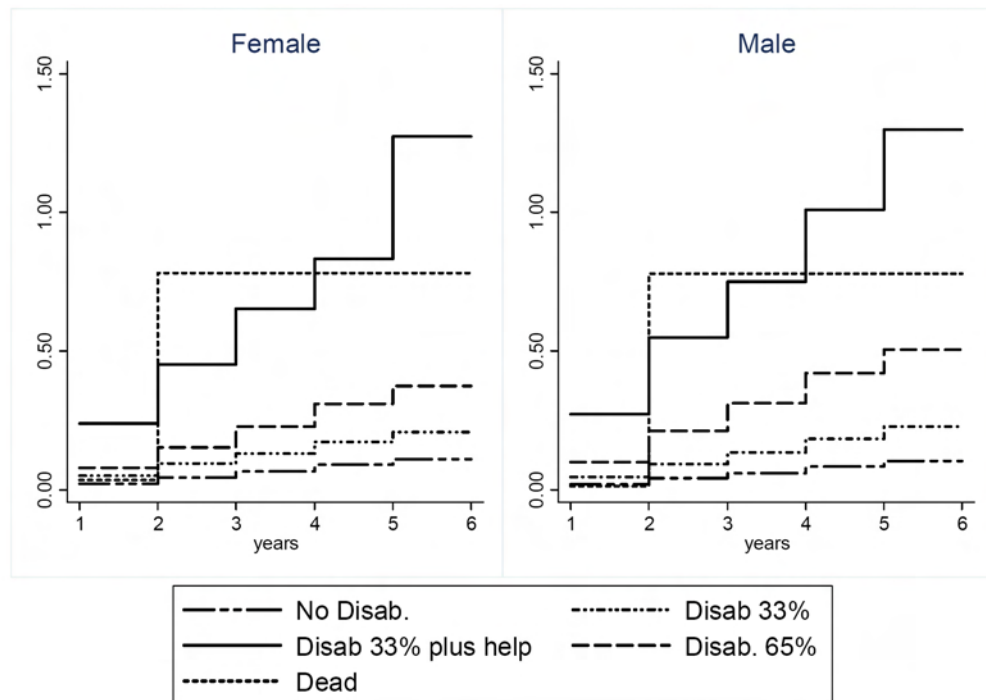 Female
Male
1.50
1.00
0.50
0.00
1 2 3 4 5 6
years
1.50
1.00
0.50
0.00
1 2 3 4 5 6
years
No Disab.
Disab 33%
Disab 33% plus help
Disab. 65%
Dead